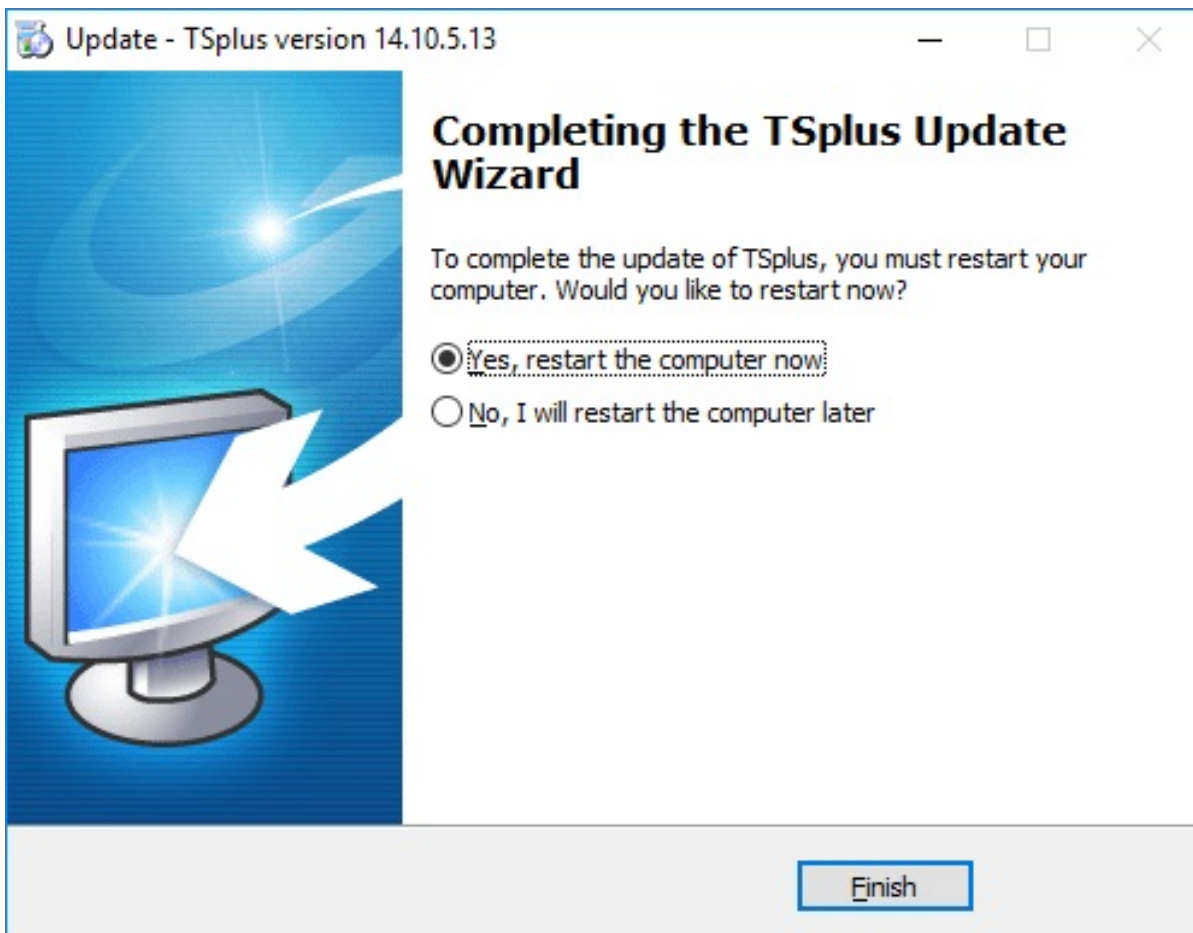 Update - TSplus version 14.10.5.13
Completing the TSplus Update
Wizard
To complete the update of TSplus, you must restart your
computer. Would you like to restart now?
Yes, restart the computer now
No, I will restart the computer later
Finish